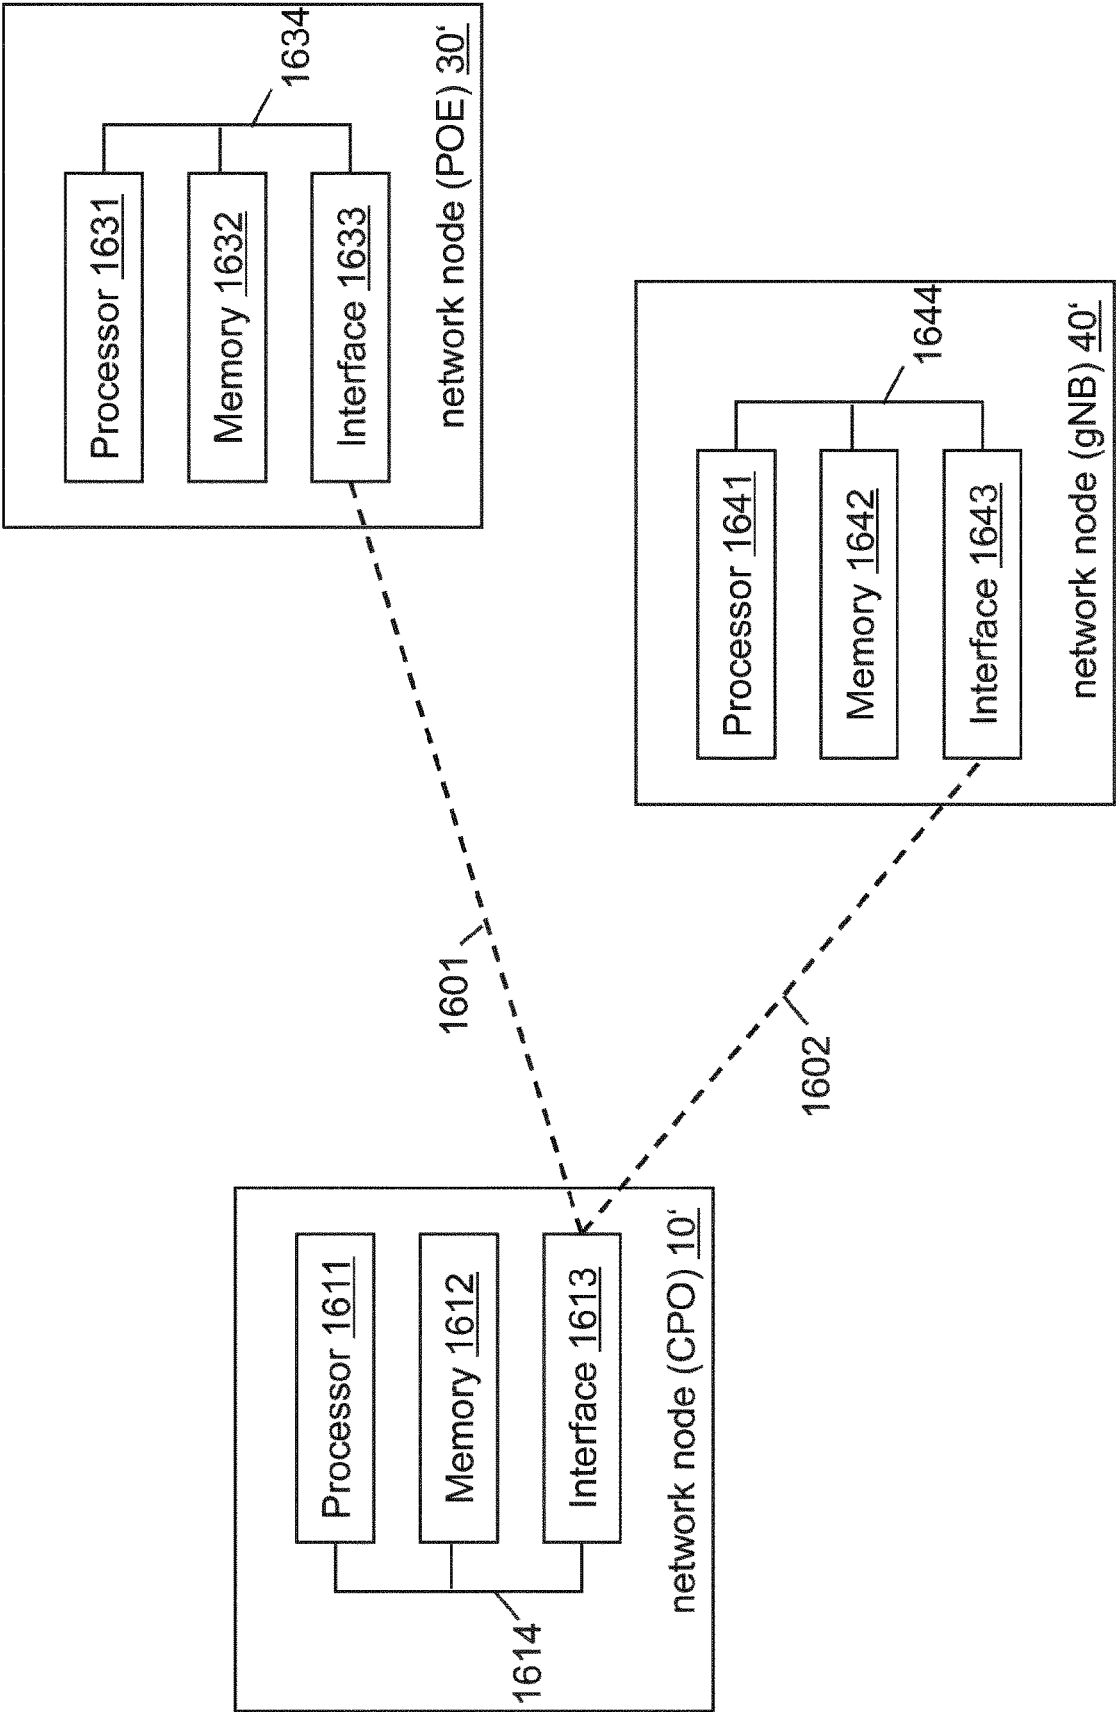 Processor 1611
Memory 1612
Interface 1613
1614
network node (CPO) 10‘
1601
1602
Processor 1631
Memory 1632
Interface 1633
1634
network node (POE) 30‘
Processor 1641
Memory 1642
Interface 1643
1644
network node (gNB) 40‘